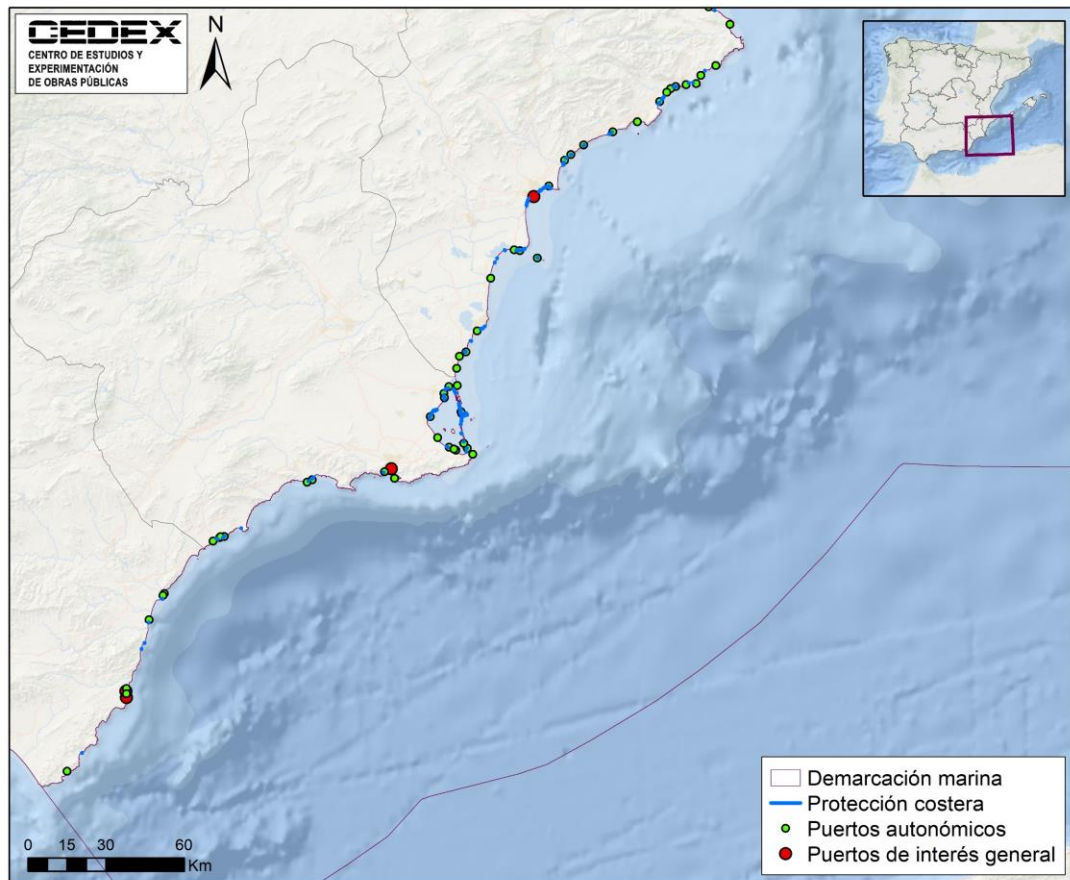 CEDEX
CENTRO DE ESTUDIOS Y
EXPERIMENTACIÓN
DE OBRAS PÚBLICAS
N
Demarcación marina
Protección costera
Puertos autonómicos
Puertos de interés general
0 15 30 60
Km